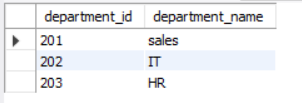 department_id department_name
201 sales
202 IT
203 HR